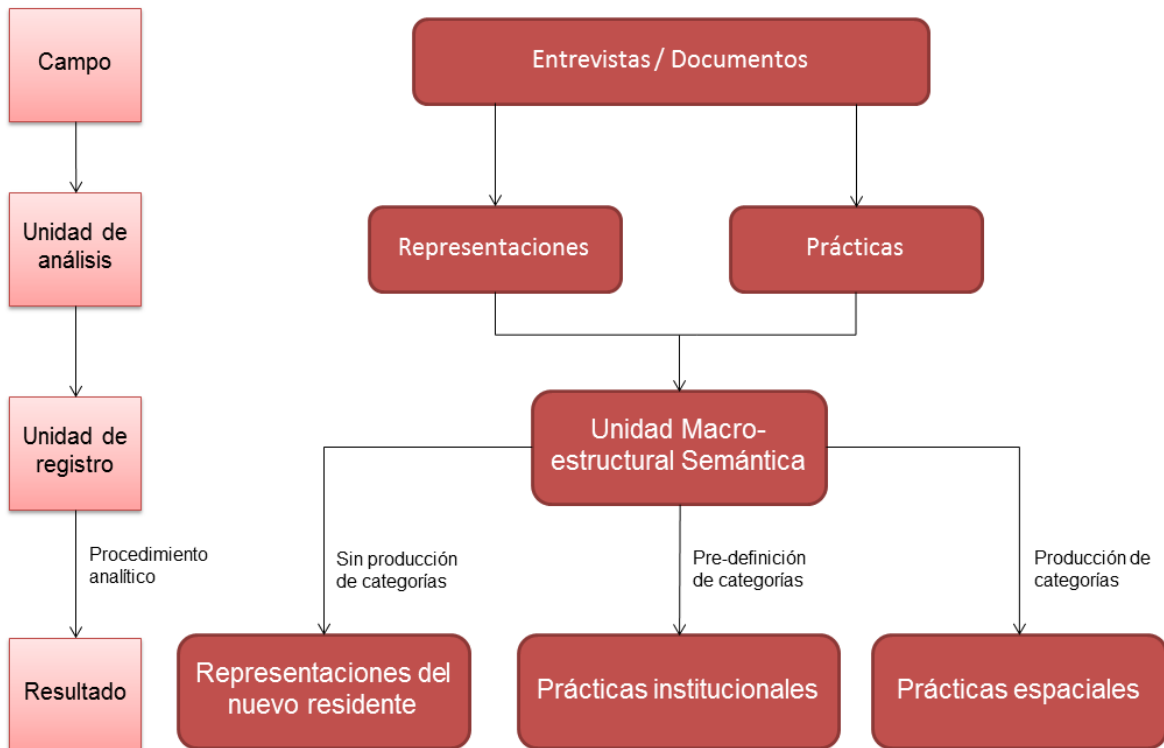 Campo
Entrevistas / Documentos
Unidad de
análisis
Representaciones
Prácticas
Unidad de
registro
Unidad Macro-
estructural Semántica
Procedimiento
analítico
Sin producción
de categorías
Pre-definición
de categorías
Producción de
categorías
Resultado
Representaciones del
nuevo residente
Prácticas institucionales
Prácticas espaciales